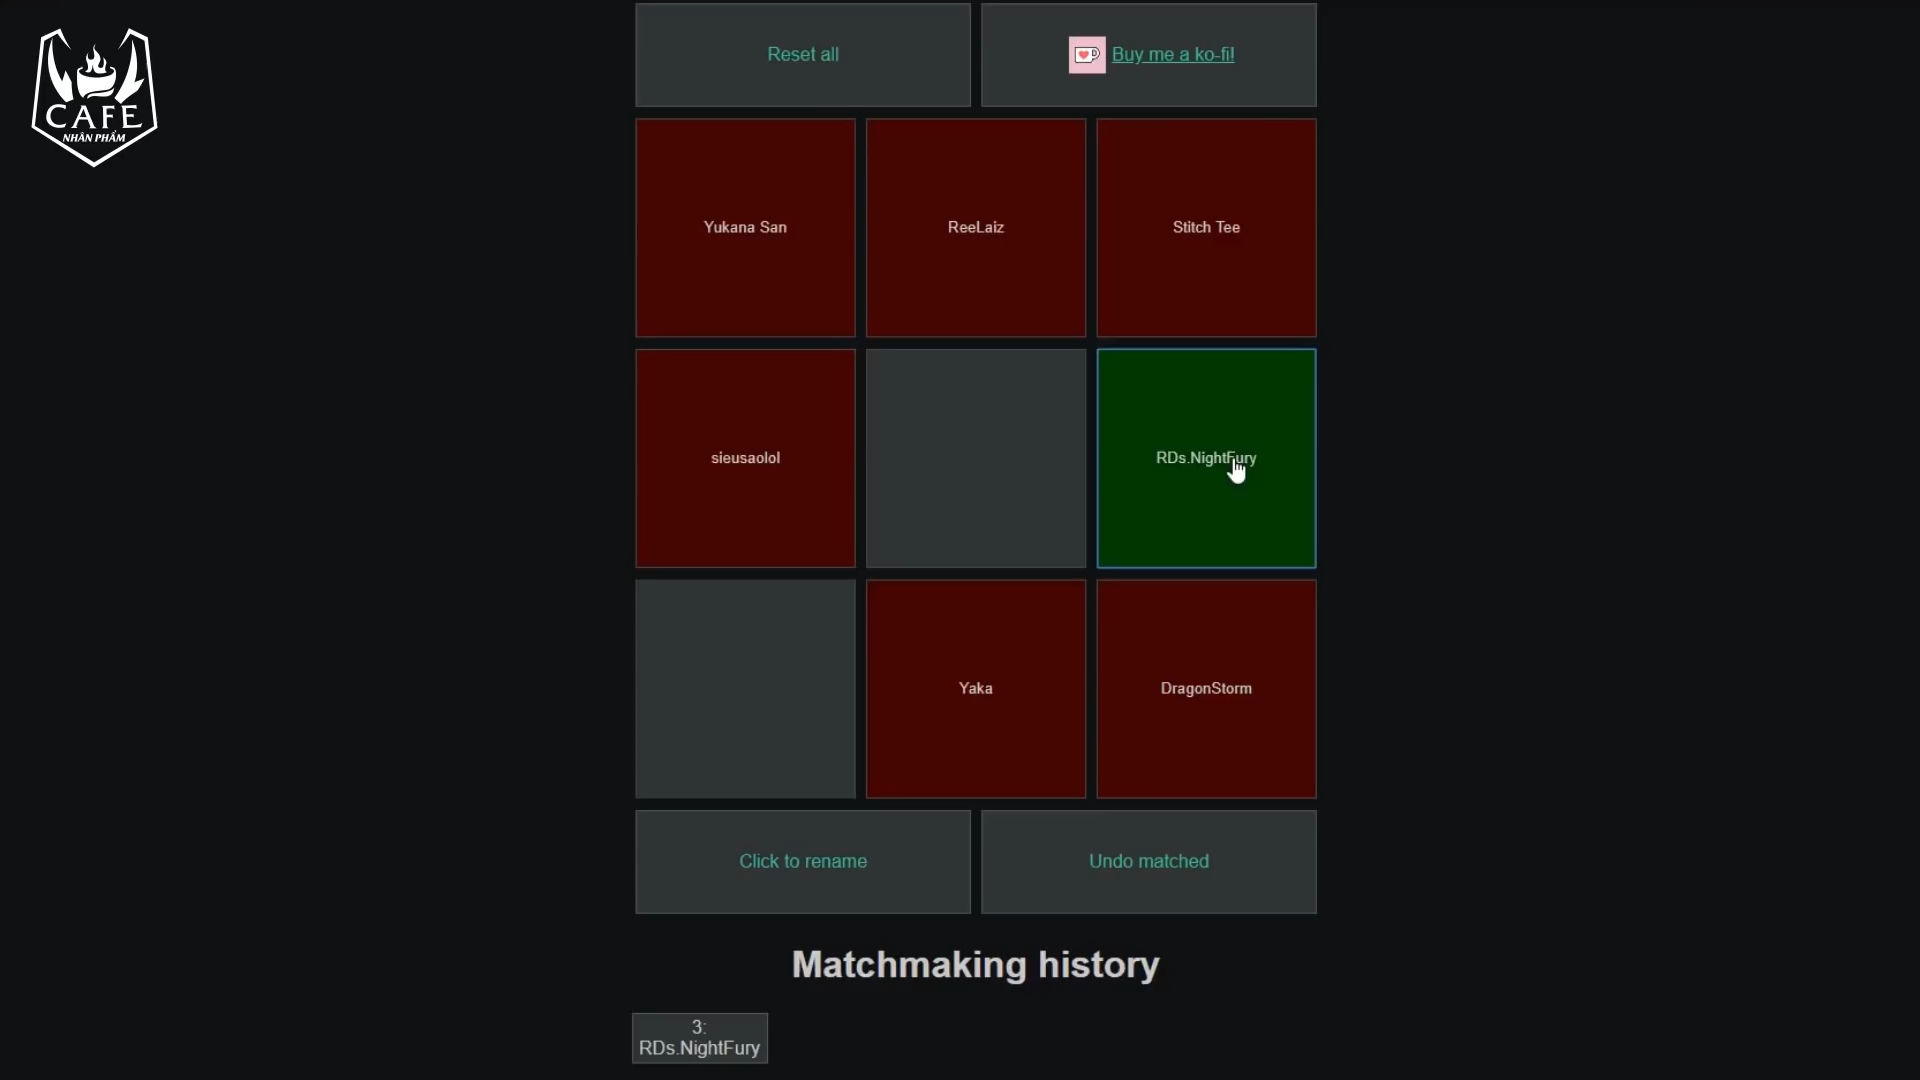 CAFE
NHÂN PHẨM
Reset all
Buy me a ko-fi!
Yukana San
ReeLaiz
Stitch Tee
sieusaolol
RDs.NightFury
Yaka
DragonStorm
Click to rename
Undo matched
Matchmaking history
3:
RDs.NightFury